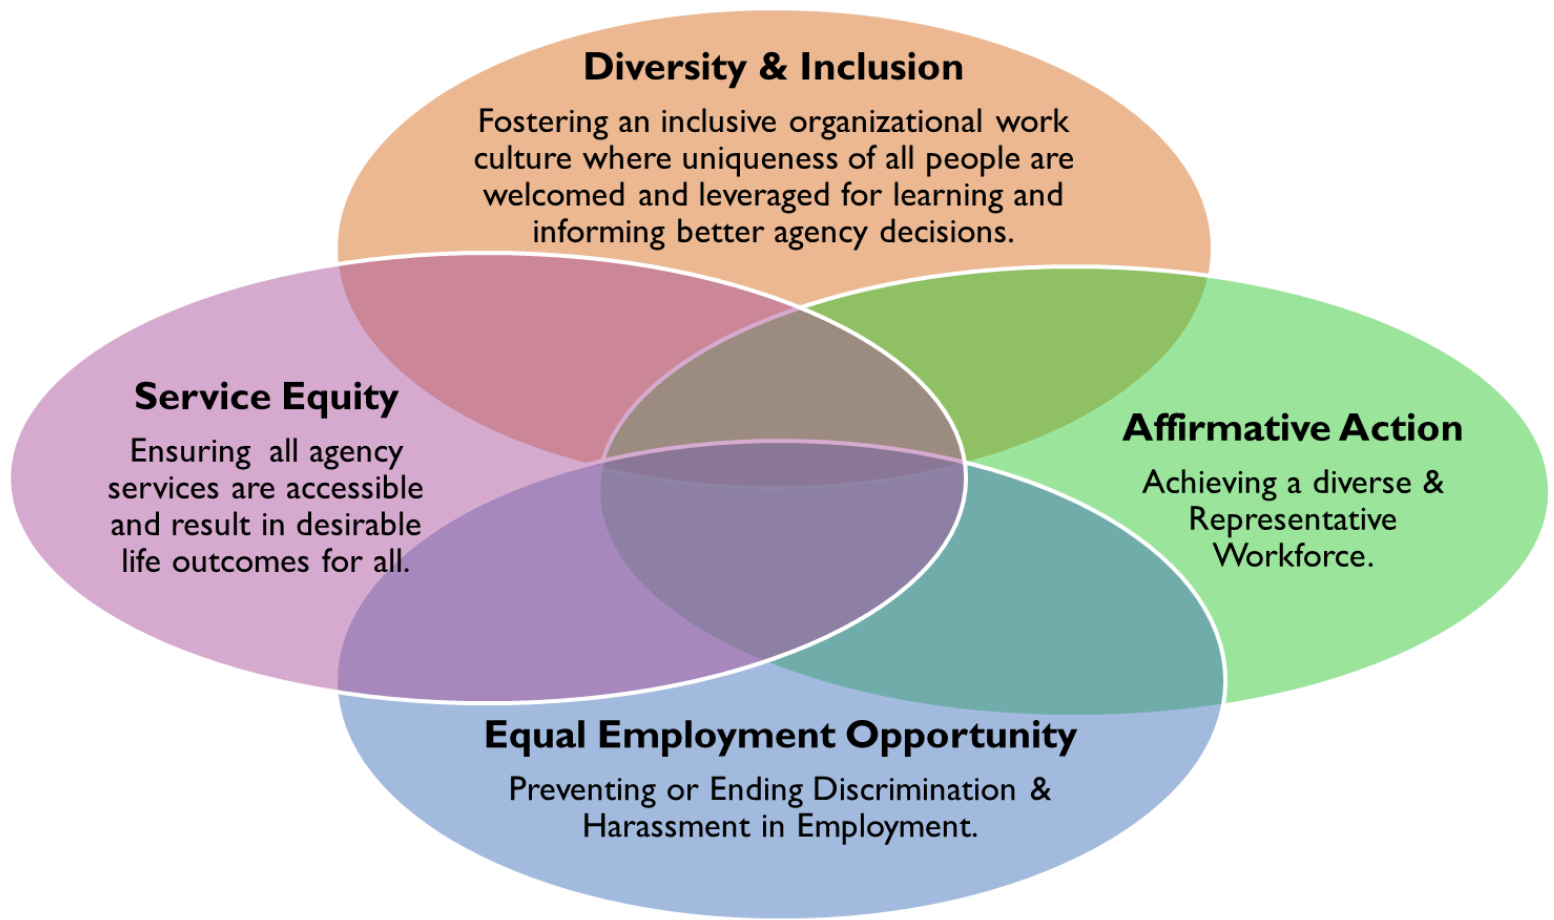 Diversity & Inclusion
Fostering an inclusive organizational work
culture where uniqueness of all people are
welcomed and leveraged for learning and
informing better agency decisions.
Service Equity
Ensuring all agency
services are accessible
and result in desirable
life outcomes for all.
Affirmative Action
Achieving a diverse &
Representative
Workforce.
Equal Employment Opportunity
Preventing or Ending Discrimination &
Harassment in Employment.